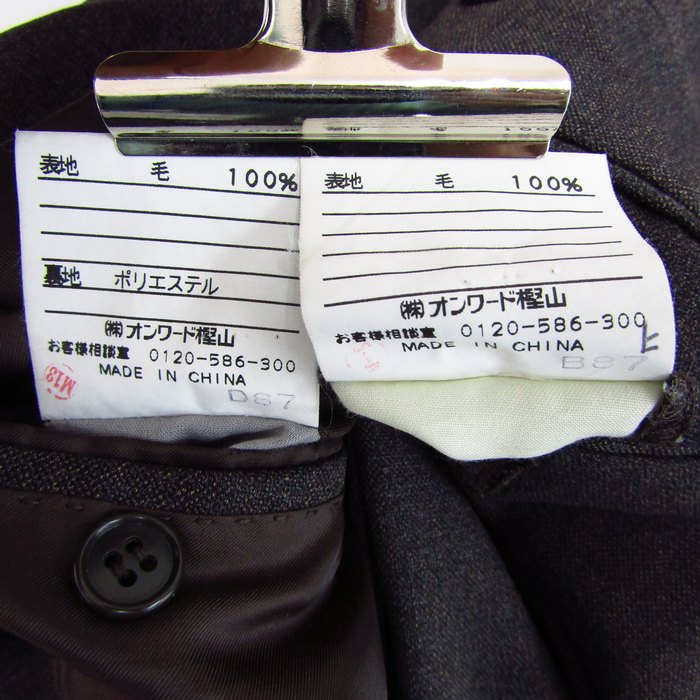 表地 毛 100%
裏地 ポリエステル
㈱オンワード樫山
お客様相談室 0120-586-300
MADE IN CHINA
M13
D87
表地 毛 100%
㈱オンワード樫山
お客様相談室 0120-586-300
MADE IN CHINA
B87